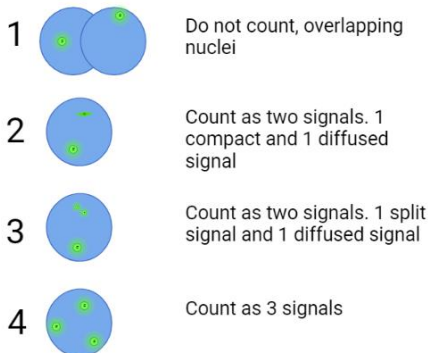 1
Do not count, overlapping
nuclei
2
Count as two signals. 1
compact and 1 diffused
signal
3
Count as two signals. 1 split
signal and 1 diffused signal
4
Count as 3 signals